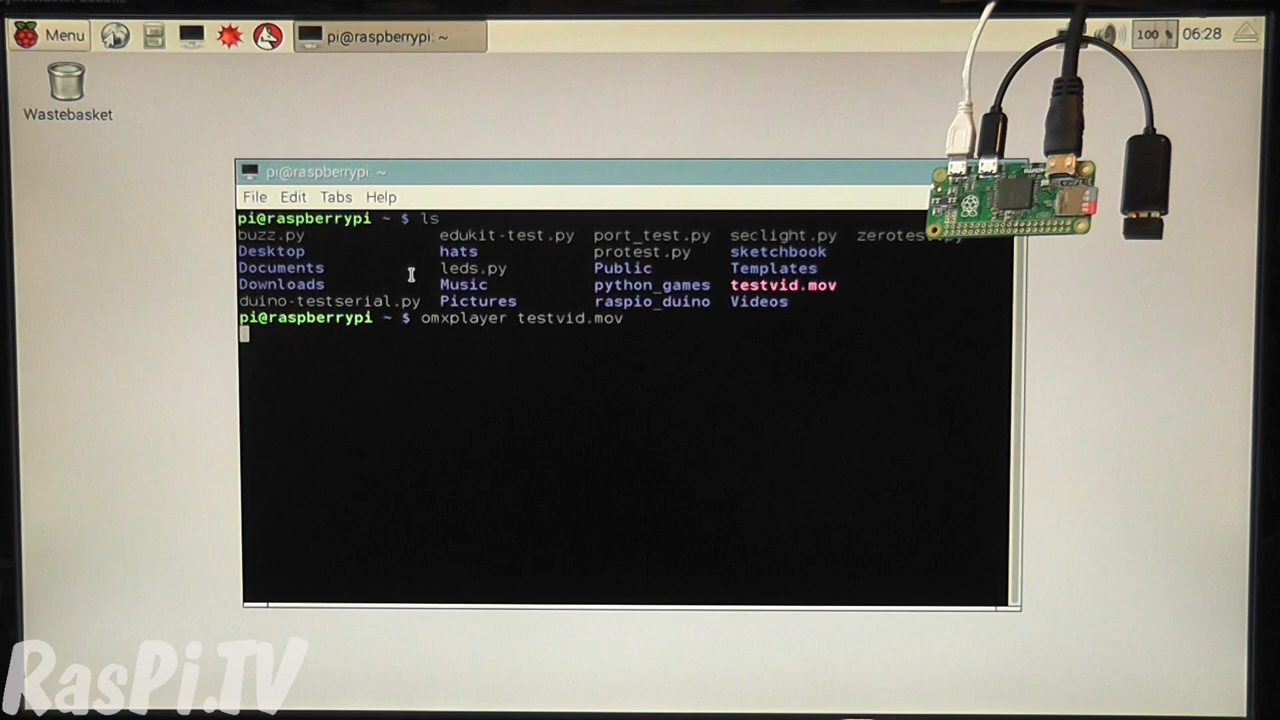 Menu
pi@raspberrypi: ~
100 %
06:28
Wastebasket
pi@raspberrypi: ~
File Edit Tabs Help
pi@raspberrypi ~ $ ls
buzz.py edukit-test.py port_test.py seclight.py zerotest.py
Desktop hats protest.py sketchbook
Documents leds.py Public Templates
Downloads Music python_games testvid.mov
duino-testserial.py Pictures raspio_duino Videos
pi@raspberrypi ~ $ omxplayer testvid.mov
RasPi.TV